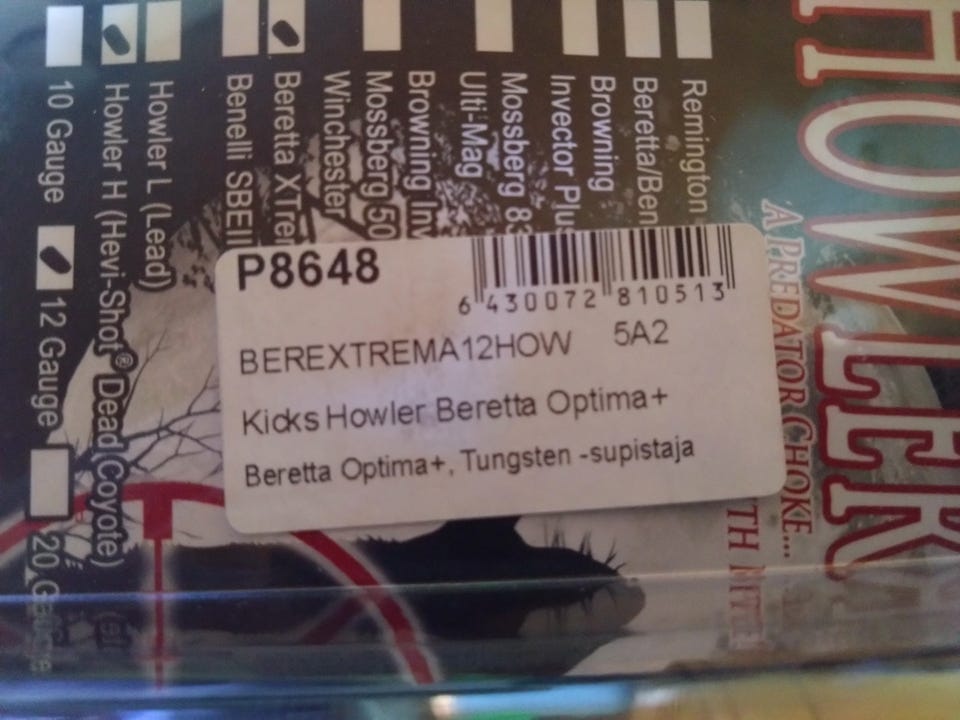 HOWLER
A PREDATOR CHOKE...
Remington
Beretta/Ben
Browning
Invector Plus
Mossberg 83
Ulti-Mag
Browning Inv
Mossberg 50
Winchester
Beretta XTre
Benelli SBEII
Howler L (Lead)
Howler H (Hevi-Shot® Dead Coyote)
10 Gauge
12 Gauge
20 Gauge
P8648
6 430072 810513
BEREXTREMA12HOW 5A2
Kicks Howler Beretta Optima+
Beretta Optima+, Tungsten -supistaja